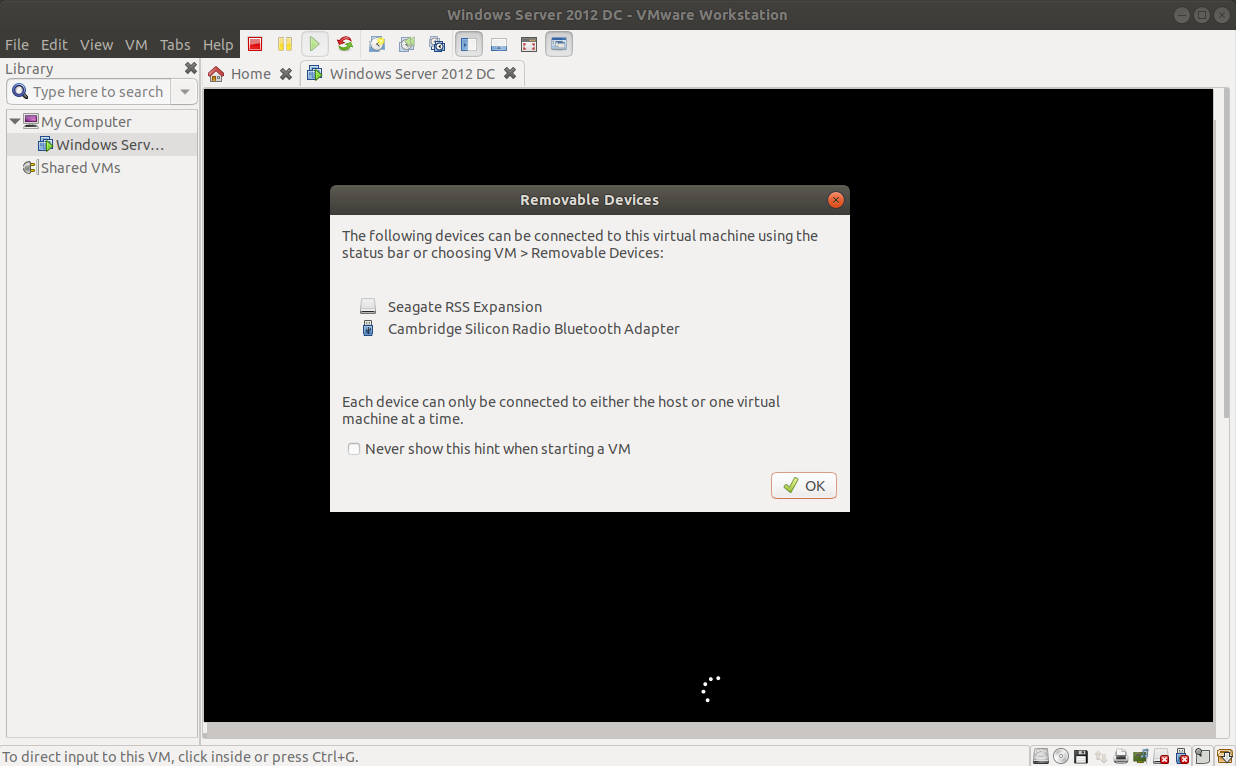 Windows Server 2012 DC - VMware Workstation
File Edit View VM Tabs Help
Library
Home
Windows Server 2012 DC
Type here to search
My Computer
Windows Serv...
Shared VMs
Removable Devices
The following devices can be connected to this virtual machine using the
status bar or choosing VM > Removable Devices:
Seagate RSS Expansion
Cambridge Silicon Radio Bluetooth Adapter
Each device can only be connected to either the host or one virtual
machine at a time.
Never show this hint when starting a VM
OK
To direct input to this VM, click inside or press Ctrl+G.